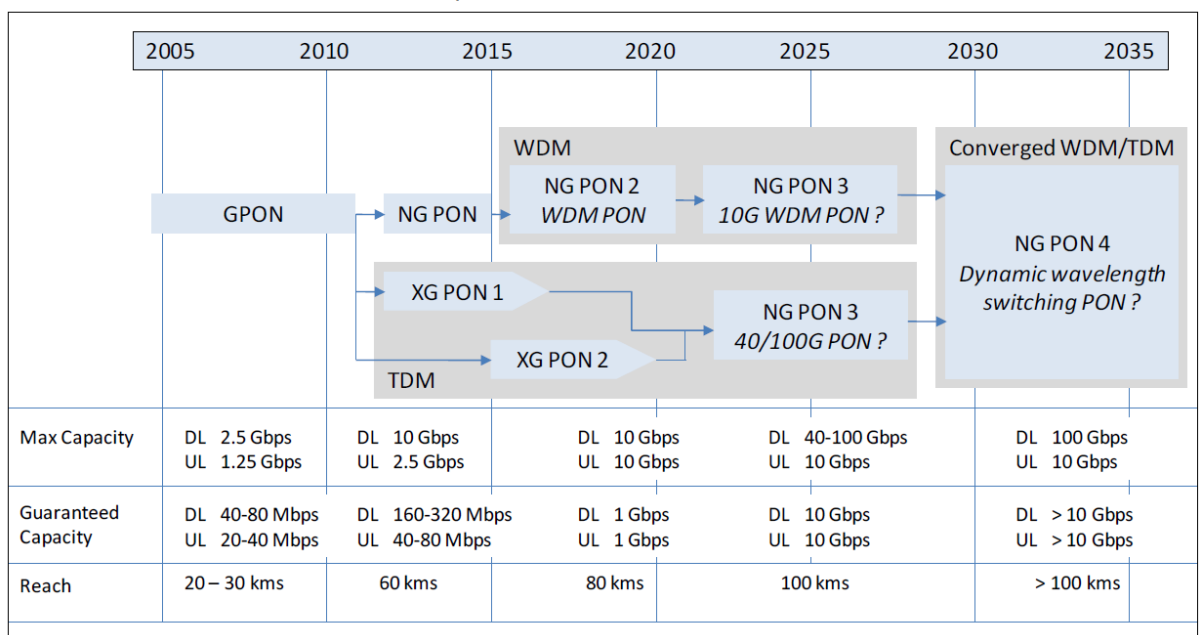 2005 2010 2015 2020 2025 2030 2035
WDM
Converged WDM/TDM
GPON
NG PON
NG PON 2
WDM PON
NG PON 3
10G WDM PON ?
NG PON 4
Dynamic wavelength
switching PON ?
XG PON 1
XG PON 2
NG PON 3
40/100G PON ?
TDM
Max Capacity
DL 2.5 Gbps
UL 1.25 Gbps
DL 10 Gbps
UL 2.5 Gbps
DL 10 Gbps
UL 10 Gbps
DL 40-100 Gbps
UL 10 Gbps
DL 100 Gbps
UL 10 Gbps
Guaranteed
Capacity
DL 40-80 Mbps
UL 20-40 Mbps
DL 160-320 Mbps
UL 40-80 Mbps
DL 1 Gbps
UL 1 Gbps
DL 10 Gbps
UL 10 Gbps
DL > 10 Gbps
UL > 10 Gbps
Reach
20 – 30 kms
60 kms
80 kms
100 kms
> 100 kms